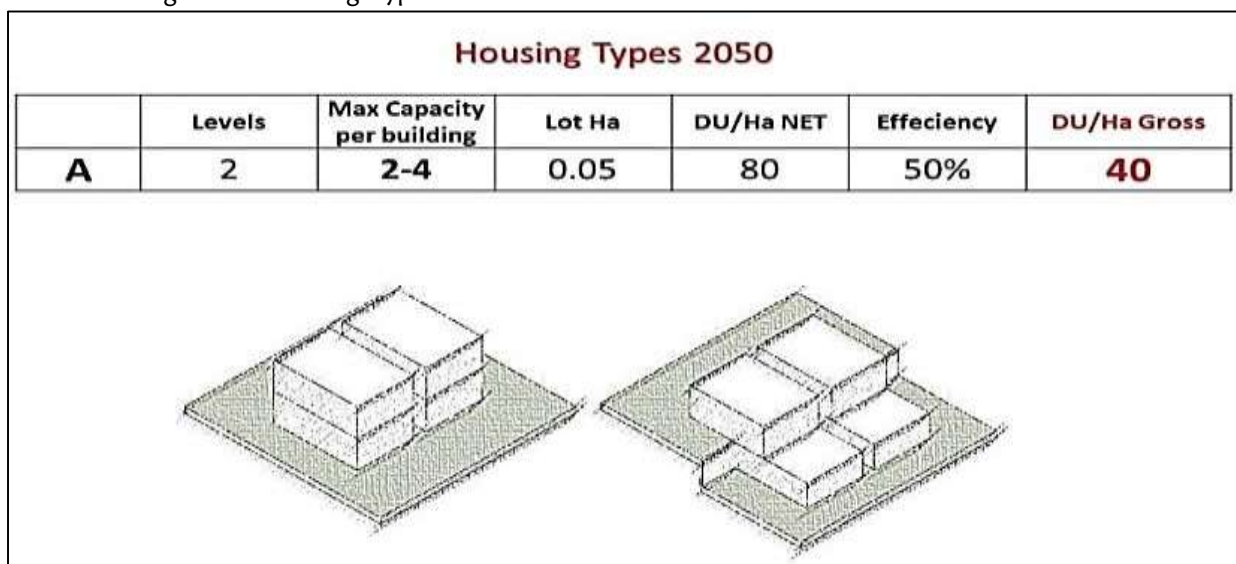 Housing Types 2050
Levels
Max Capacity
per building
Lot Ha
DU/Ha NET
Effeciency
DU/Ha Gross
A
2
2-4
0.05
80
50%
40